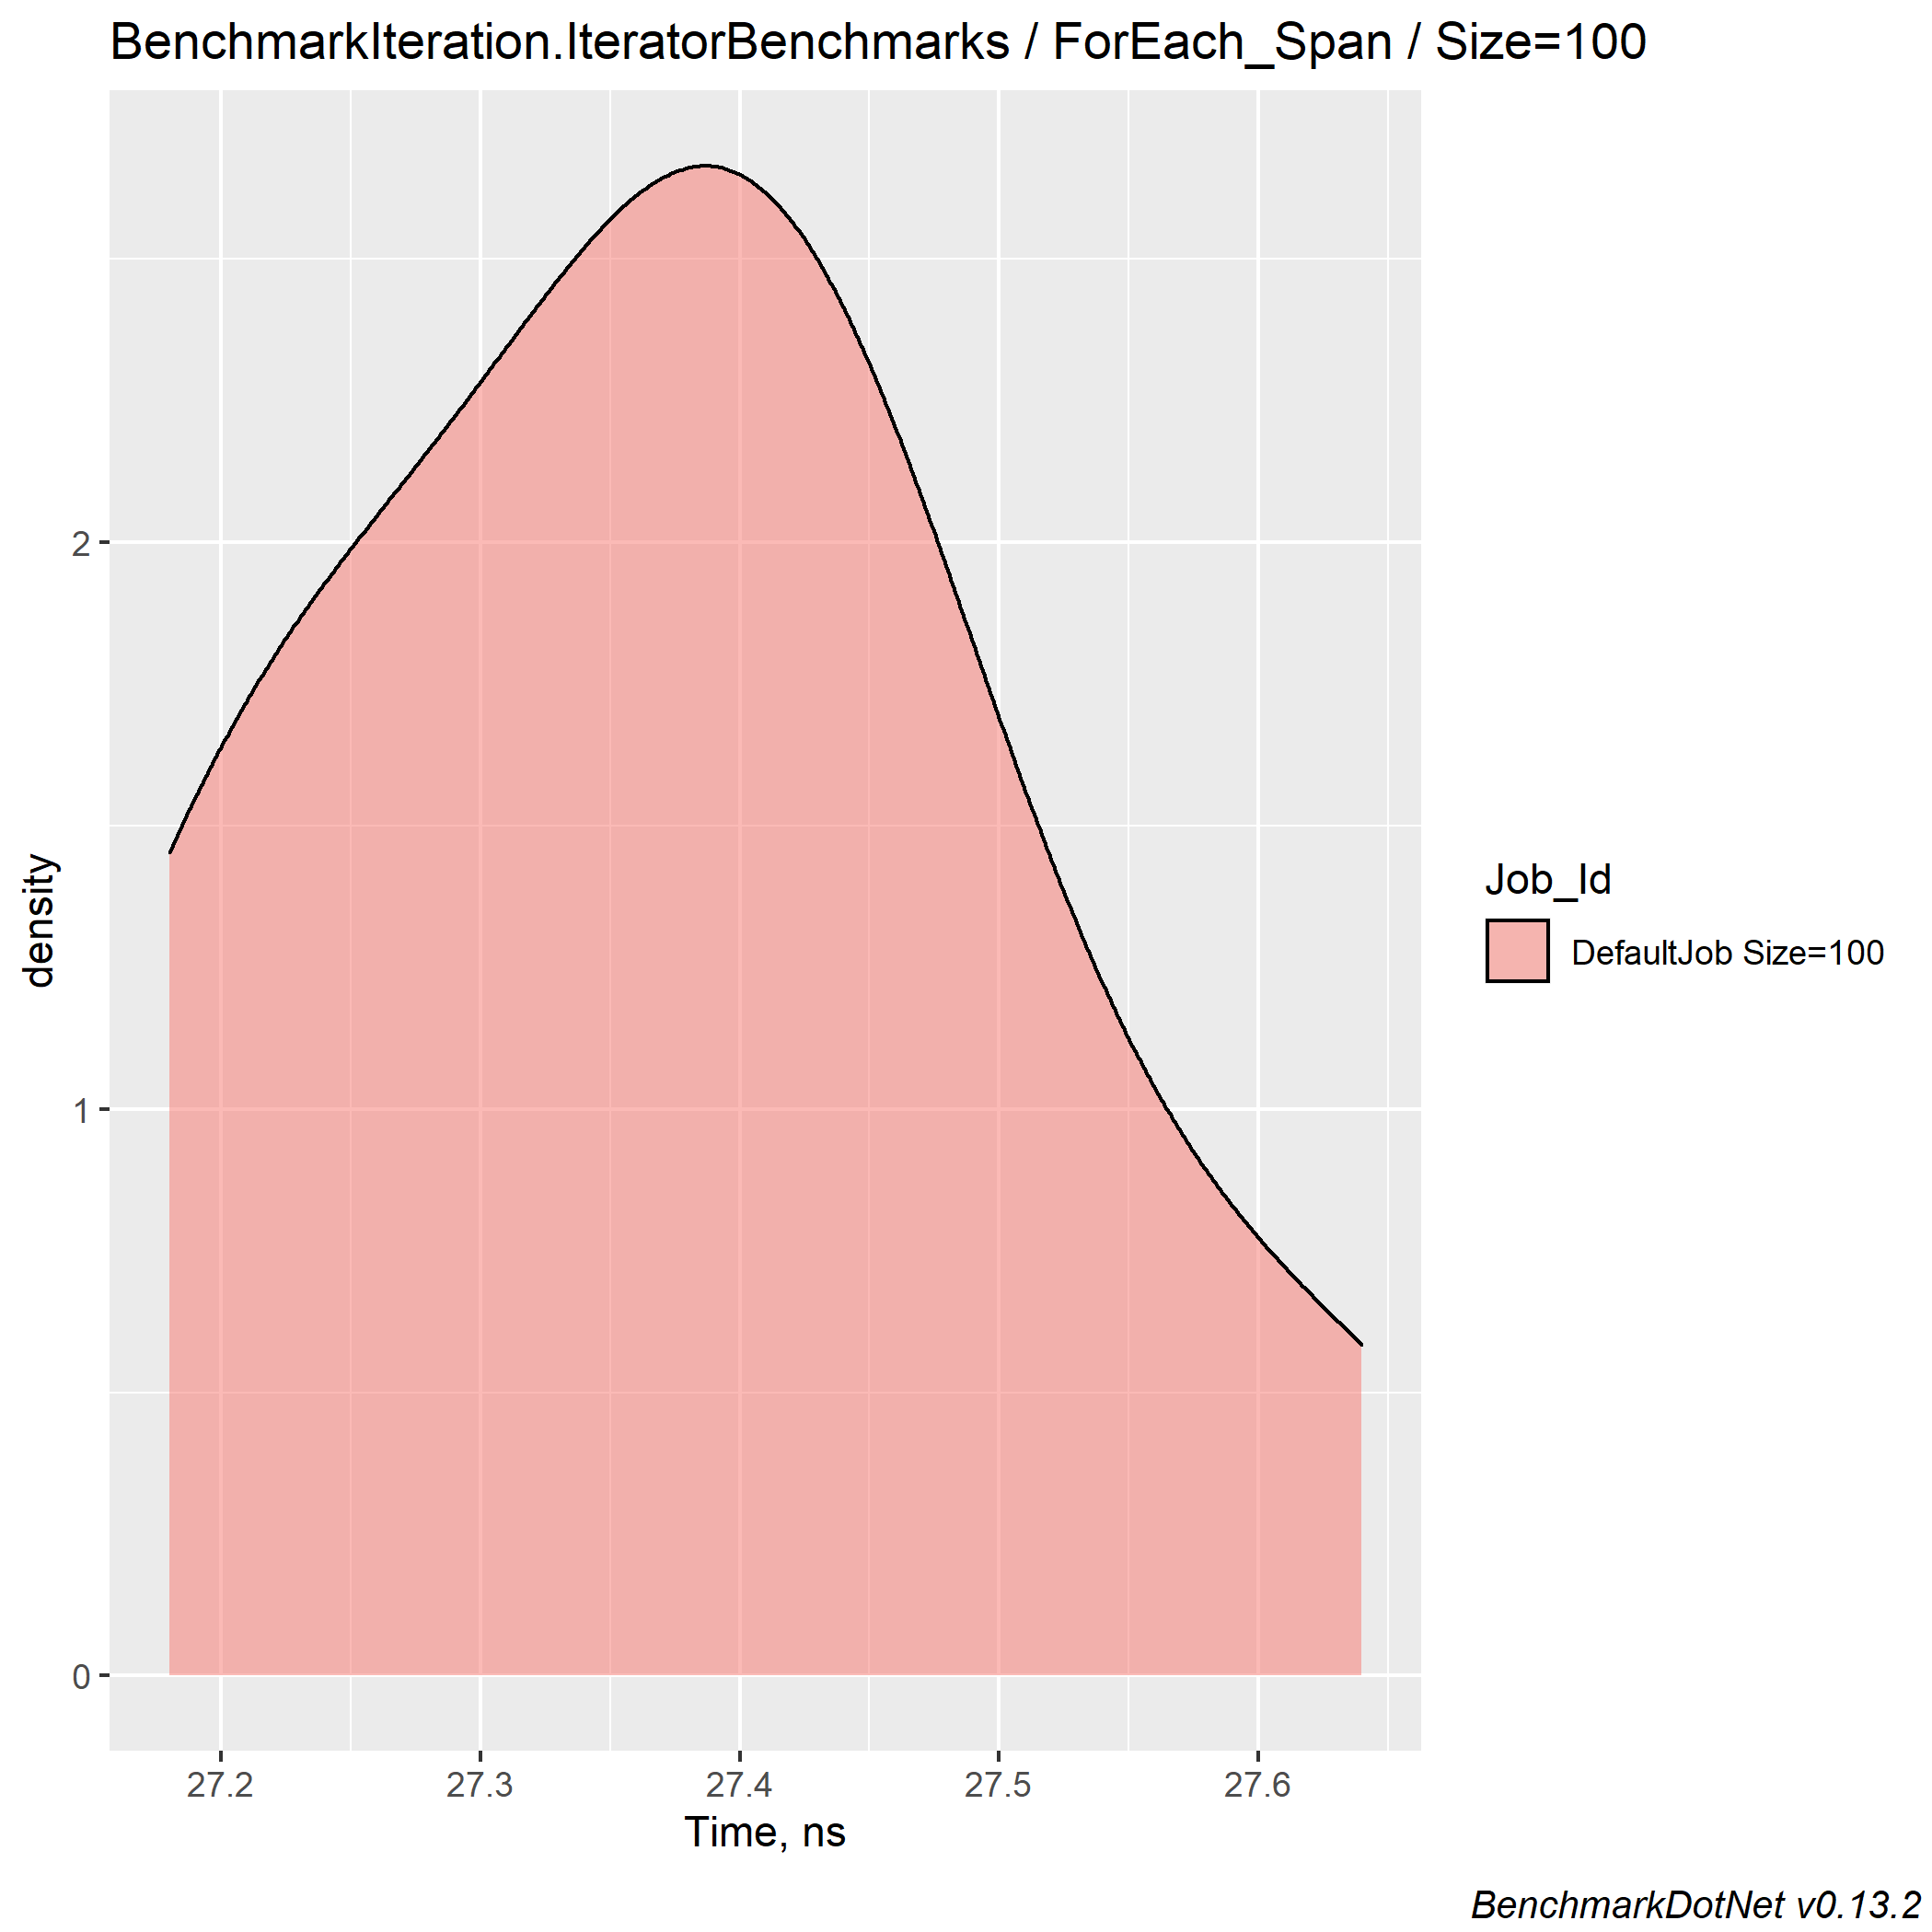 BenchmarkIteration.IteratorBenchmarks / ForEach_Span / Size=100
2
1
0
density
27.2 27.3 27.4 27.5 27.6
Time, ns
Job_Id
DefaultJob Size=100
BenchmarkDotNet v0.13.2